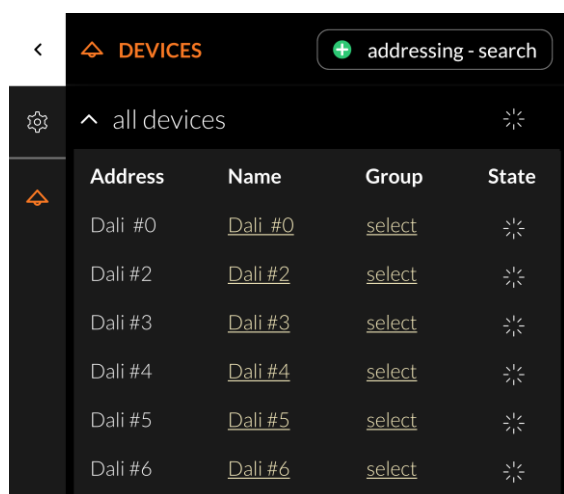 DEVICES addressing - search
all devices
Address Name Group State
Dali #0 Dali #0 select
Dali #2 Dali #2 select
Dali #3 Dali #3 select
Dali #4 Dali #4 select
Dali #5 Dali #5 select
Dali #6 Dali #6 select